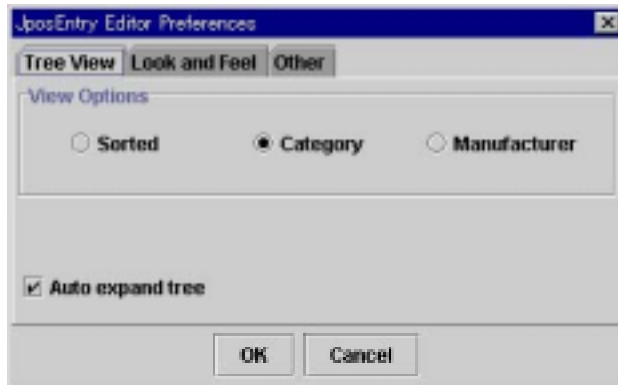 JposEntry Editor Preferences
Tree View Look and Feel Other
View Options
Sorted Category Manufacturer
Auto expand tree
OK Cancel